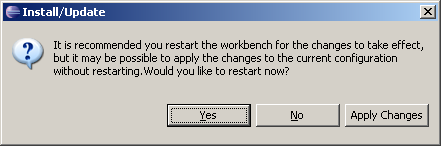 Install/Update
It is recommended you restart the workbench for the changes to take effect,
but it may be possible to apply the changes to the current configuration
without restarting.Would you like to restart now?
Yes
No
Apply Changes